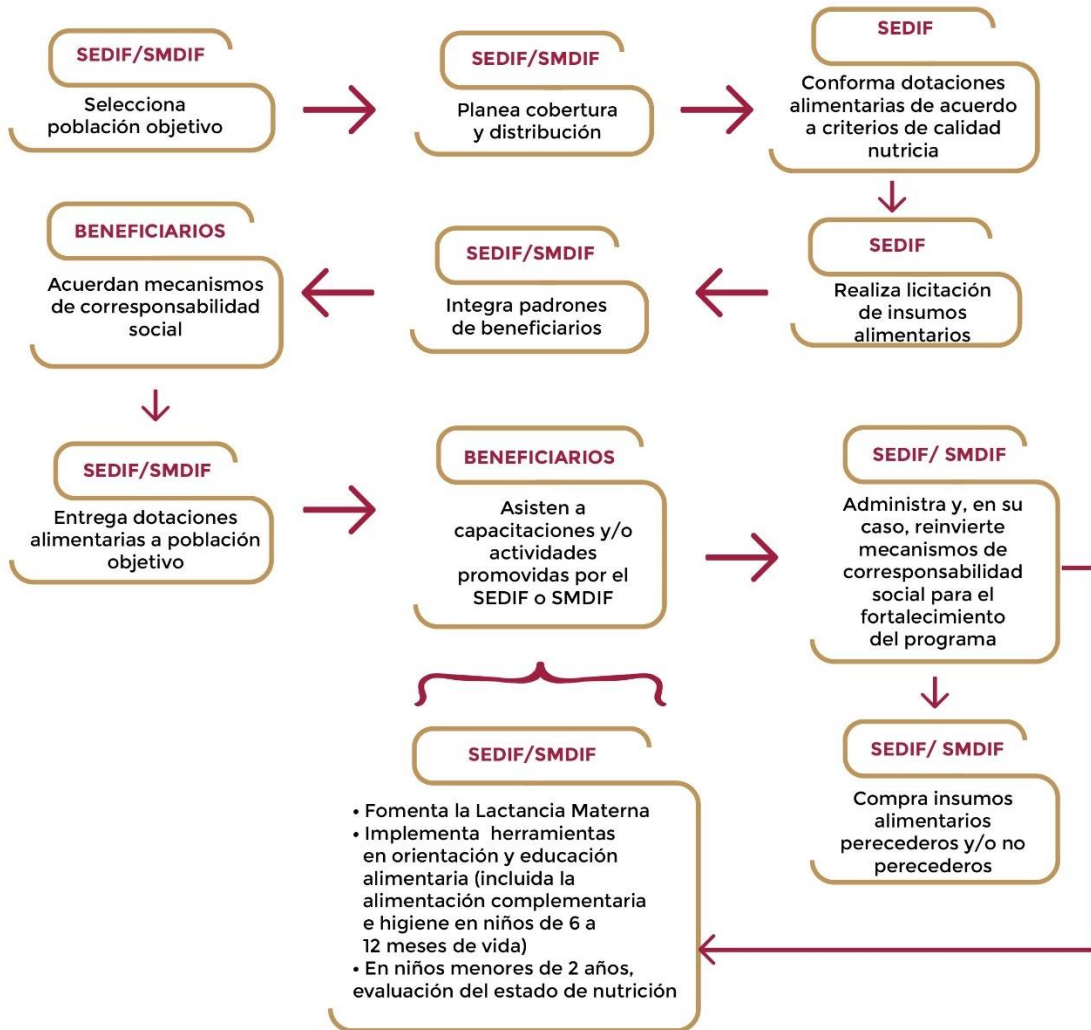 SEDIF/SMDIF
Selecciona
población objetivo
SEDIF/SMDIF
Planea cobertura
y distribución
SEDIF
Conforma dotaciones
alimentarias de acuerdo
a criterios de calidad
nutricia
BENEFICIARIOS
Acuerdan mecanismos
de corresponsabilidad
social
SEDIF/SMDIF
Integra padrones
de beneficiarios
SEDIF
Realiza licitación
de insumos
alimentarios
SEDIF/SMDIF
Entrega dotaciones
alimentarias a población
objetivo
BENEFICIARIOS
Asisten a
capacitaciones y/o
actividades
promovidas por el
SEDIF o SMDIF
SEDIF/ SMDIF
Administra y, en su
caso, reinvierte
mecanismos de
corresponsabilidad
social para el
fortalecimiento
del programa
SEDIF/SMDIF
• Fomenta la Lactancia Materna
• Implementa herramientas
en orientación y educación
alimentaria (incluida la
alimentación complementaria
e higiene en niños de 6 a
12 meses de vida)
• En niños menores de 2 años,
evaluación del estado de nutrición
SEDIF/ SMDIF
Compra insumos
alimentarios
perecederos y/o no
perecederos